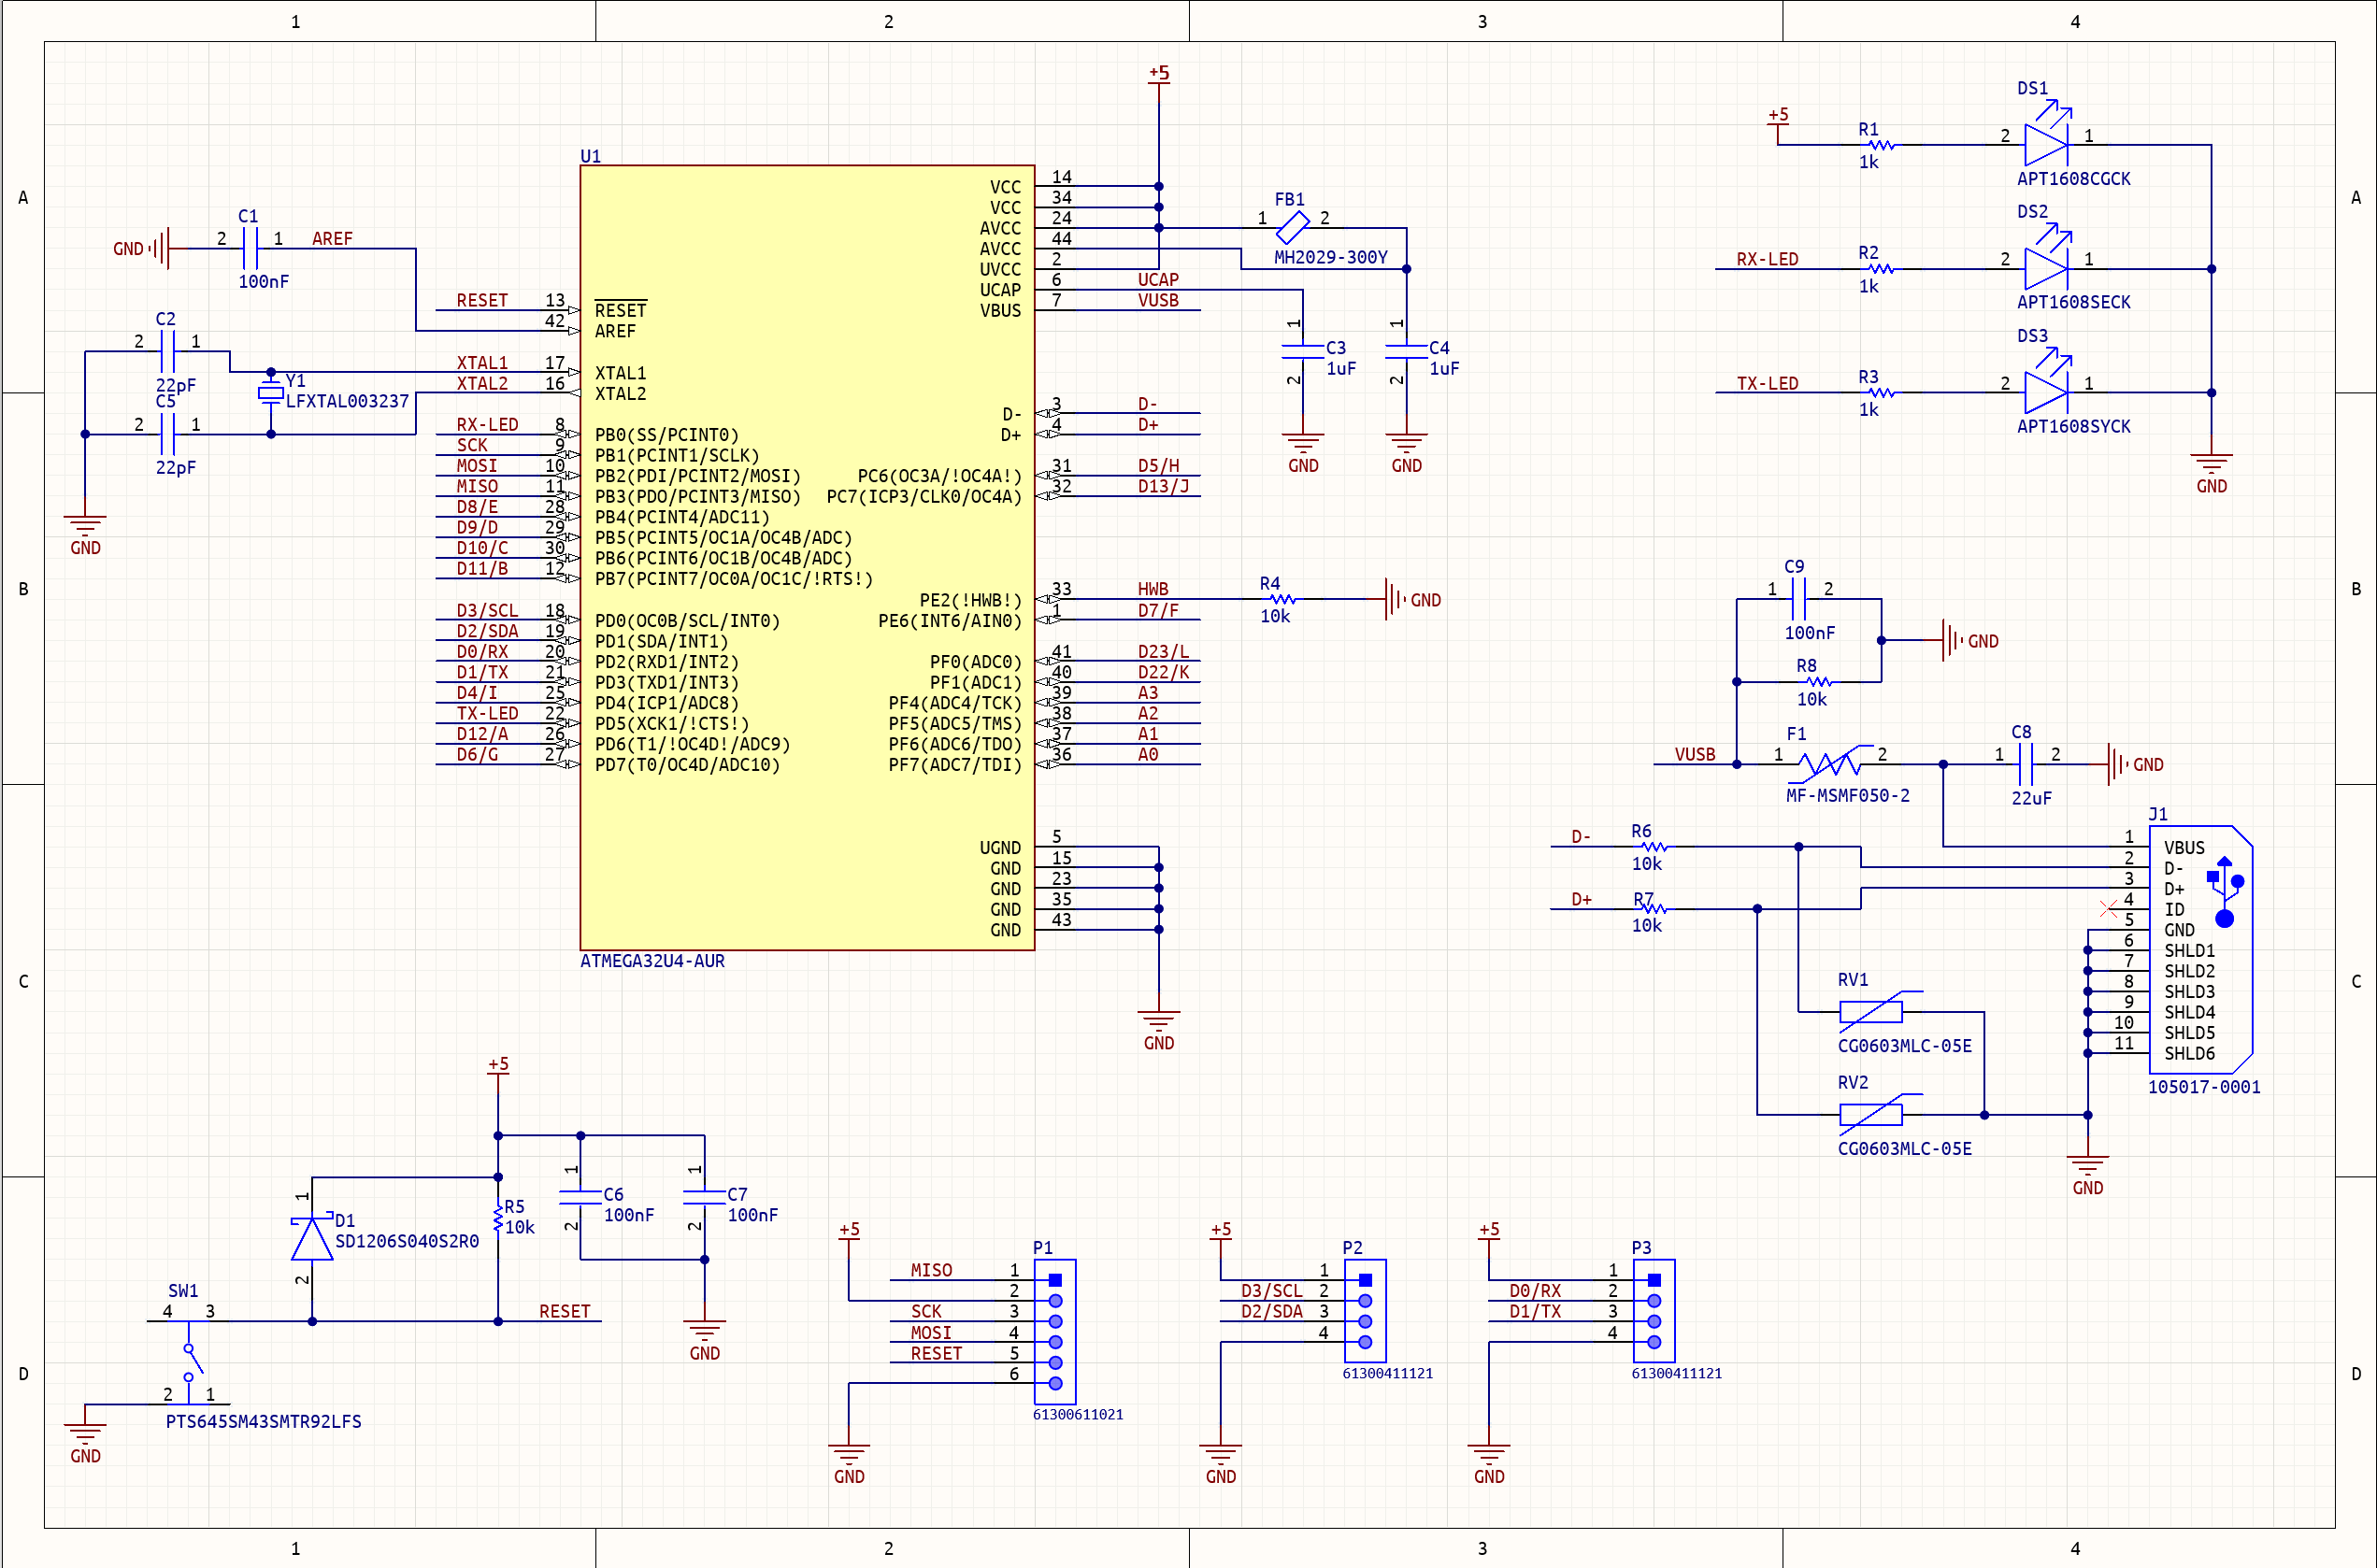 1 2 3 4
A A
B B
C C
D D
1 2 3 4
U1
ATMEGA32U4-AUR
13 RESET
42 AREF
17 XTAL1
16 XTAL2
8 PB0(SS/PCINT0)
9 PB1(PCINT1/SCLK)
10 PB2(PDI/PCINT2/MOSI)
11 PB3(PDO/PCINT3/MISO)
28 PB4(PCINT4/ADC11)
29 PB5(PCINT5/OC1A/OC4B/ADC)
30 PB6(PCINT6/OC1B/OC4B/ADC)
12 PB7(PCINT7/OC0A/OC1C/!RTS!)
18 PD0(OC0B/SCL/INT0)
19 PD1(SDA/INT1)
20 PD2(RXD1/INT2)
21 PD3(TXD1/INT3)
25 PD4(ICP1/ADC8)
22 PD5(XCK1/!CTS!)
26 PD6(T1/!OC4D!/ADC9)
27 PD7(T0/OC4D/ADC10)
RESET
XTAL1
XTAL2
RX-LED
SCK
MOSI
MISO
D8/E
D9/D
D10/C
D11/B
D3/SCL
D2/SDA
D0/RX
D1/TX
D4/I
TX-LED
D12/A
D6/G
VCC 14
VCC 34
AVCC 24
AVCC 44
UVCC 2
UCAP 6 UCAP
VBUS 7 VUSB
D- 3 D-
D+ 4 D+
PC6(OC3A/!OC4A!) 31 D5/H
PC7(ICP3/CLK0/OC4A) 32 D13/J
PE2(!HWB!) 33 HWB
PE6(INT6/AIN0) 1 D7/F
PF0(ADC0) 41 D23/L
PF1(ADC1) 40 D22/K
PF4(ADC4/TCK) 39 A3
PF5(ADC5/TMS) 38 A2
PF6(ADC6/TDO) 37 A1
PF7(ADC7/TDI) 36 A0
UGND 5
GND 15
GND 23
GND 35
GND 43
GND
+5
C1
GND 2 1 AREF
100nF
C2
2 1
22pF
C5
2 1
22pF
Y1
LFXTAL003237
GND
FB1
1 2
MH2029-300Y
1
C3
1uF
2
GND
1
C4
1uF
2
GND
R4
10k
GND
+5
R1
1k
DS1
2 1
APT1608CGCK
RX-LED
R2
1k
DS2
2 1
APT1608SECK
TX-LED
R3
1k
DS3
2 1
APT1608SYCK
GND
C9
1 2
100nF
GND
R8
10k
VUSB
F1
1 2
MF-MSMF050-2
C8
1 2
22uF
GND
D-
R6
10k
D+
R7
10k
J1
1 VBUS
2 D-
3 D+
4 ID
5 GND
6 SHLD1
7 SHLD2
8 SHLD3
9 SHLD4
10 SHLD5
11 SHLD6
105017-0001
RV1
CG0603MLC-05E
RV2
CG0603MLC-05E
GND
+5
1
D1
SD1206S040S2R0
2
R5
10k
1
C6
100nF
2
1
C7
100nF
2
GND
SW1
4 3
RESET
2 1
PTS645SM43SMTR92LFS
GND
+5
P1
MISO 1
2
SCK 3
MOSI 4
RESET 5
6
61300611021
GND
+5
P2
1
D3/SCL 2
D2/SDA 3
4
61300411121
GND
+5
P3
1
D0/RX 2
D1/TX 3
4
61300411121
GND